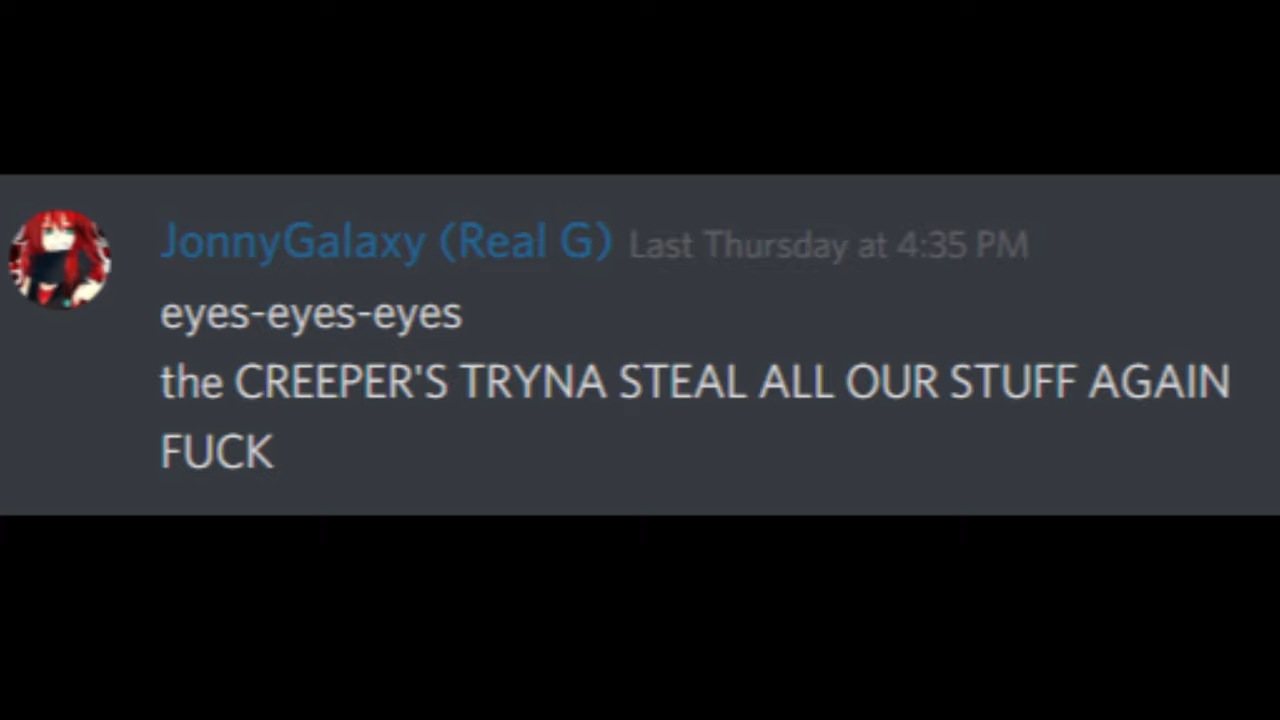 JonnyGalaxy (Real G) Last Thursday at 4:35 PM
eyes-eyes-eyes
the CREEPER'S TRYNA STEAL ALL OUR STUFF AGAIN
FUCK